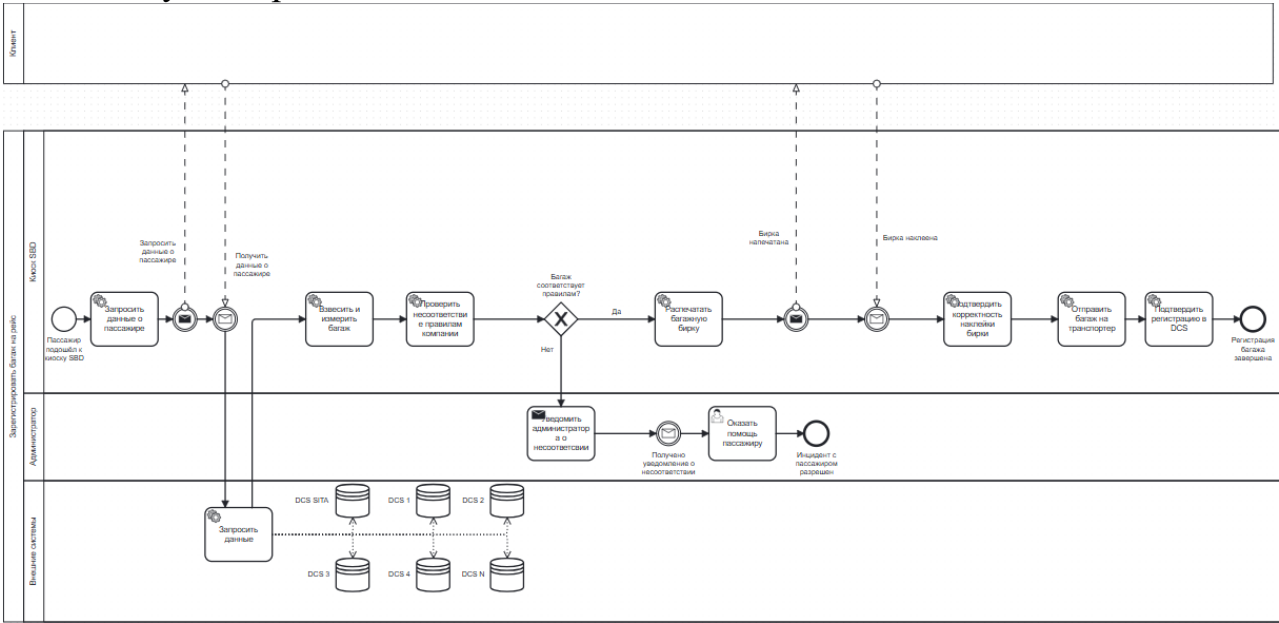 Клиент
Зарегистрировать багаж на рейс
Киоск SBD
Запросить
данные о
пассажире
Получить
данные о
пассажире
Бирка
напечатана
Бирка наклеена
Багаж
соответствует
правилам?
Да
Нет
Пассажир
подошёл к
киоску SBD
Запросить
данные о
пассажире
Взвесить и
измерить
багаж
Проверить
несоответстви
е правилам
компании
Распечатать
багажную
бирку
Подтвердить
корректность
наклейки
бирки
Отправить
багаж на
транспортер
Подтвердить
регистрацию в
DCS
Регистрация
багажа
завершена
Администратор
Уведомить
администратор
а о
несоответсвии
Получено
уведомление о
несоответствии
Оказать
помощь
пассажиру
Инцидент с
пассажиром
разрешен
Внешние системы
Запросить
данные
DCS SITA
DCS 1
DCS 2
DCS 3
DCS 4
DCS N